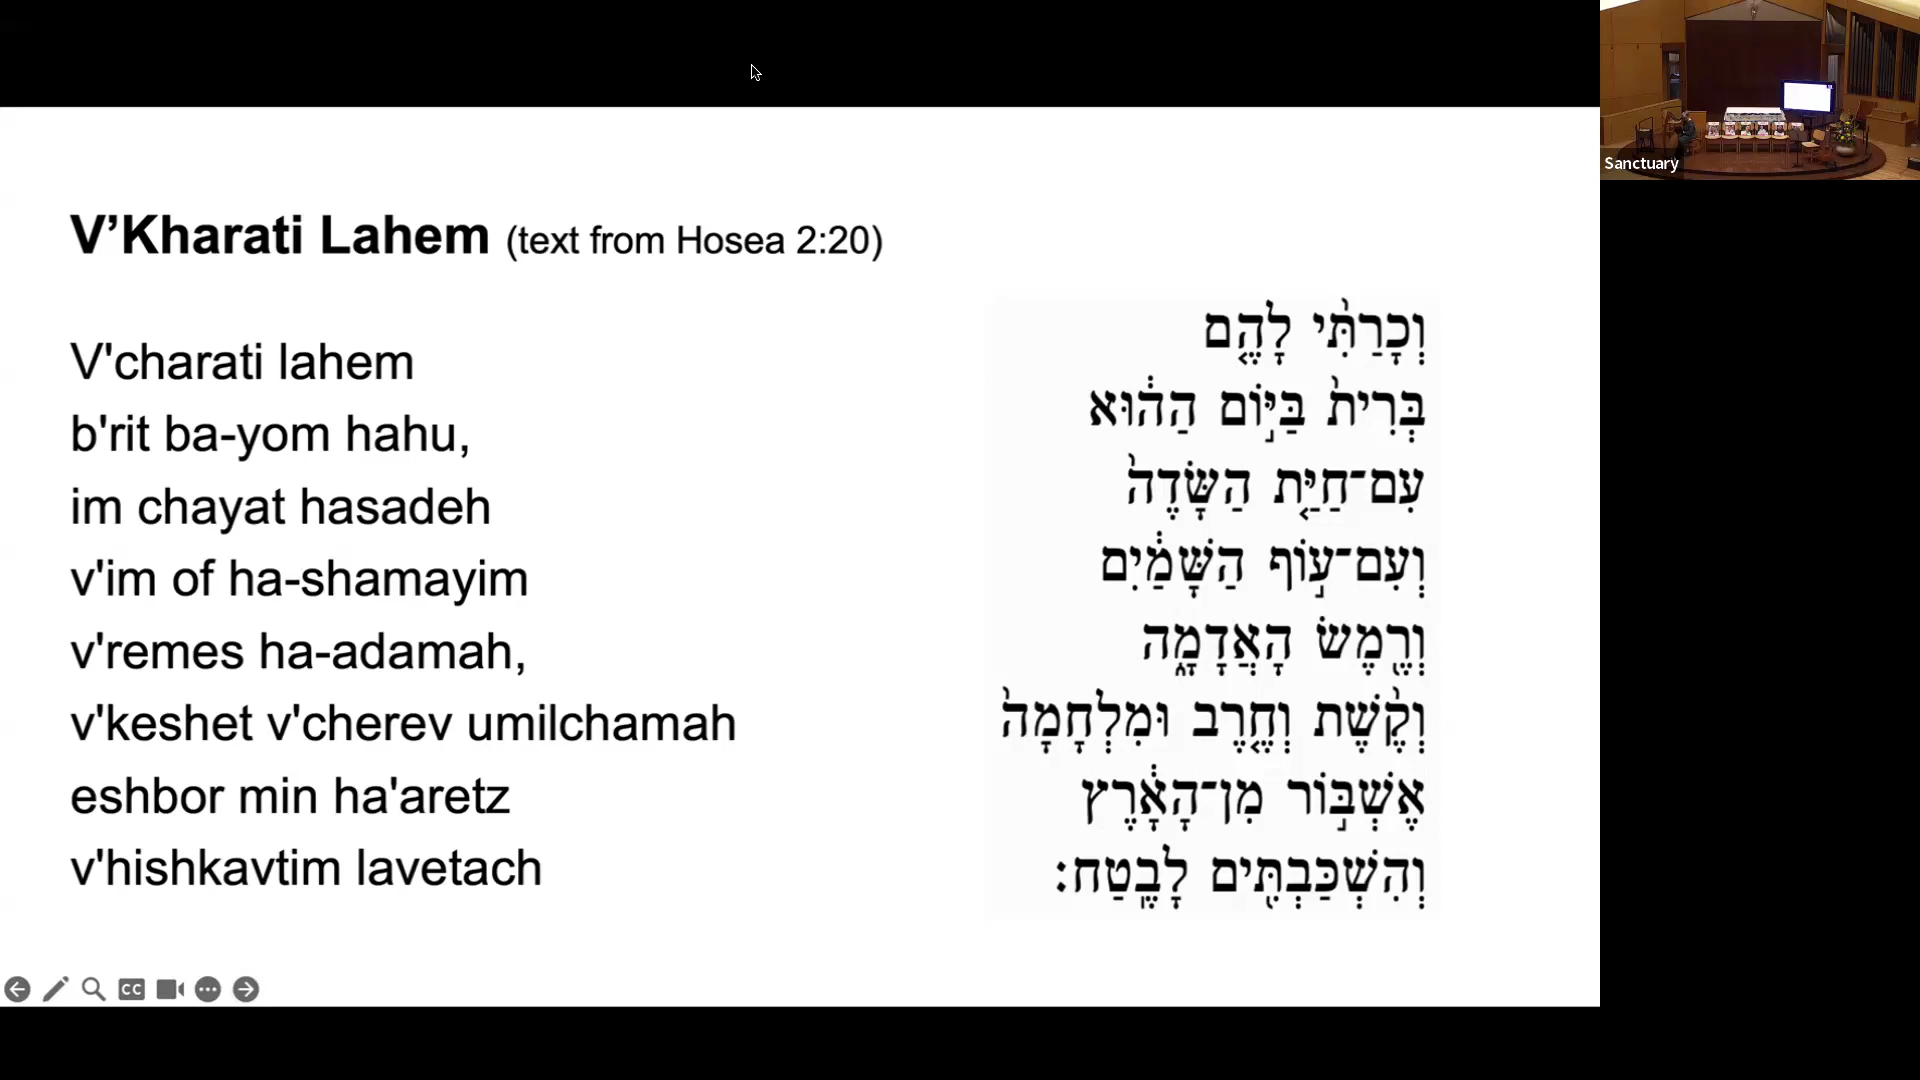 V’Kharati Lahem (text from Hosea 2:20)
V'charati lahem
b'rit ba-yom hahu,
im chayat hasadeh
v'im of ha-shamayim
v'remes ha-adamah,
v'keshet v'cherev umilchamah
eshbor min ha'aretz
v'hishkavtim lavetach
וְכָרַתִּ֨י לָהֶ֤ם
בְּרִית֙ בַּיּ֣וֹם הַה֔וּא
עִם־חַיַּ֤ת הַשָּׂדֶה֙
וְעִם־ע֣וֹף הַשָּׁמַ֔יִם
וְרֶ֖מֶשׂ הָאֲדָמָ֑ה
וְקֶ֨שֶׁת וְחֶ֤רֶב וּמִלְחָמָה֙
אֶשְׁבּ֣וֹר מִן־הָאָ֔רֶץ
וְהִשְׁכַּבְתִּ֖ים לָבֶֽטַח׃
CC
Sanctuary